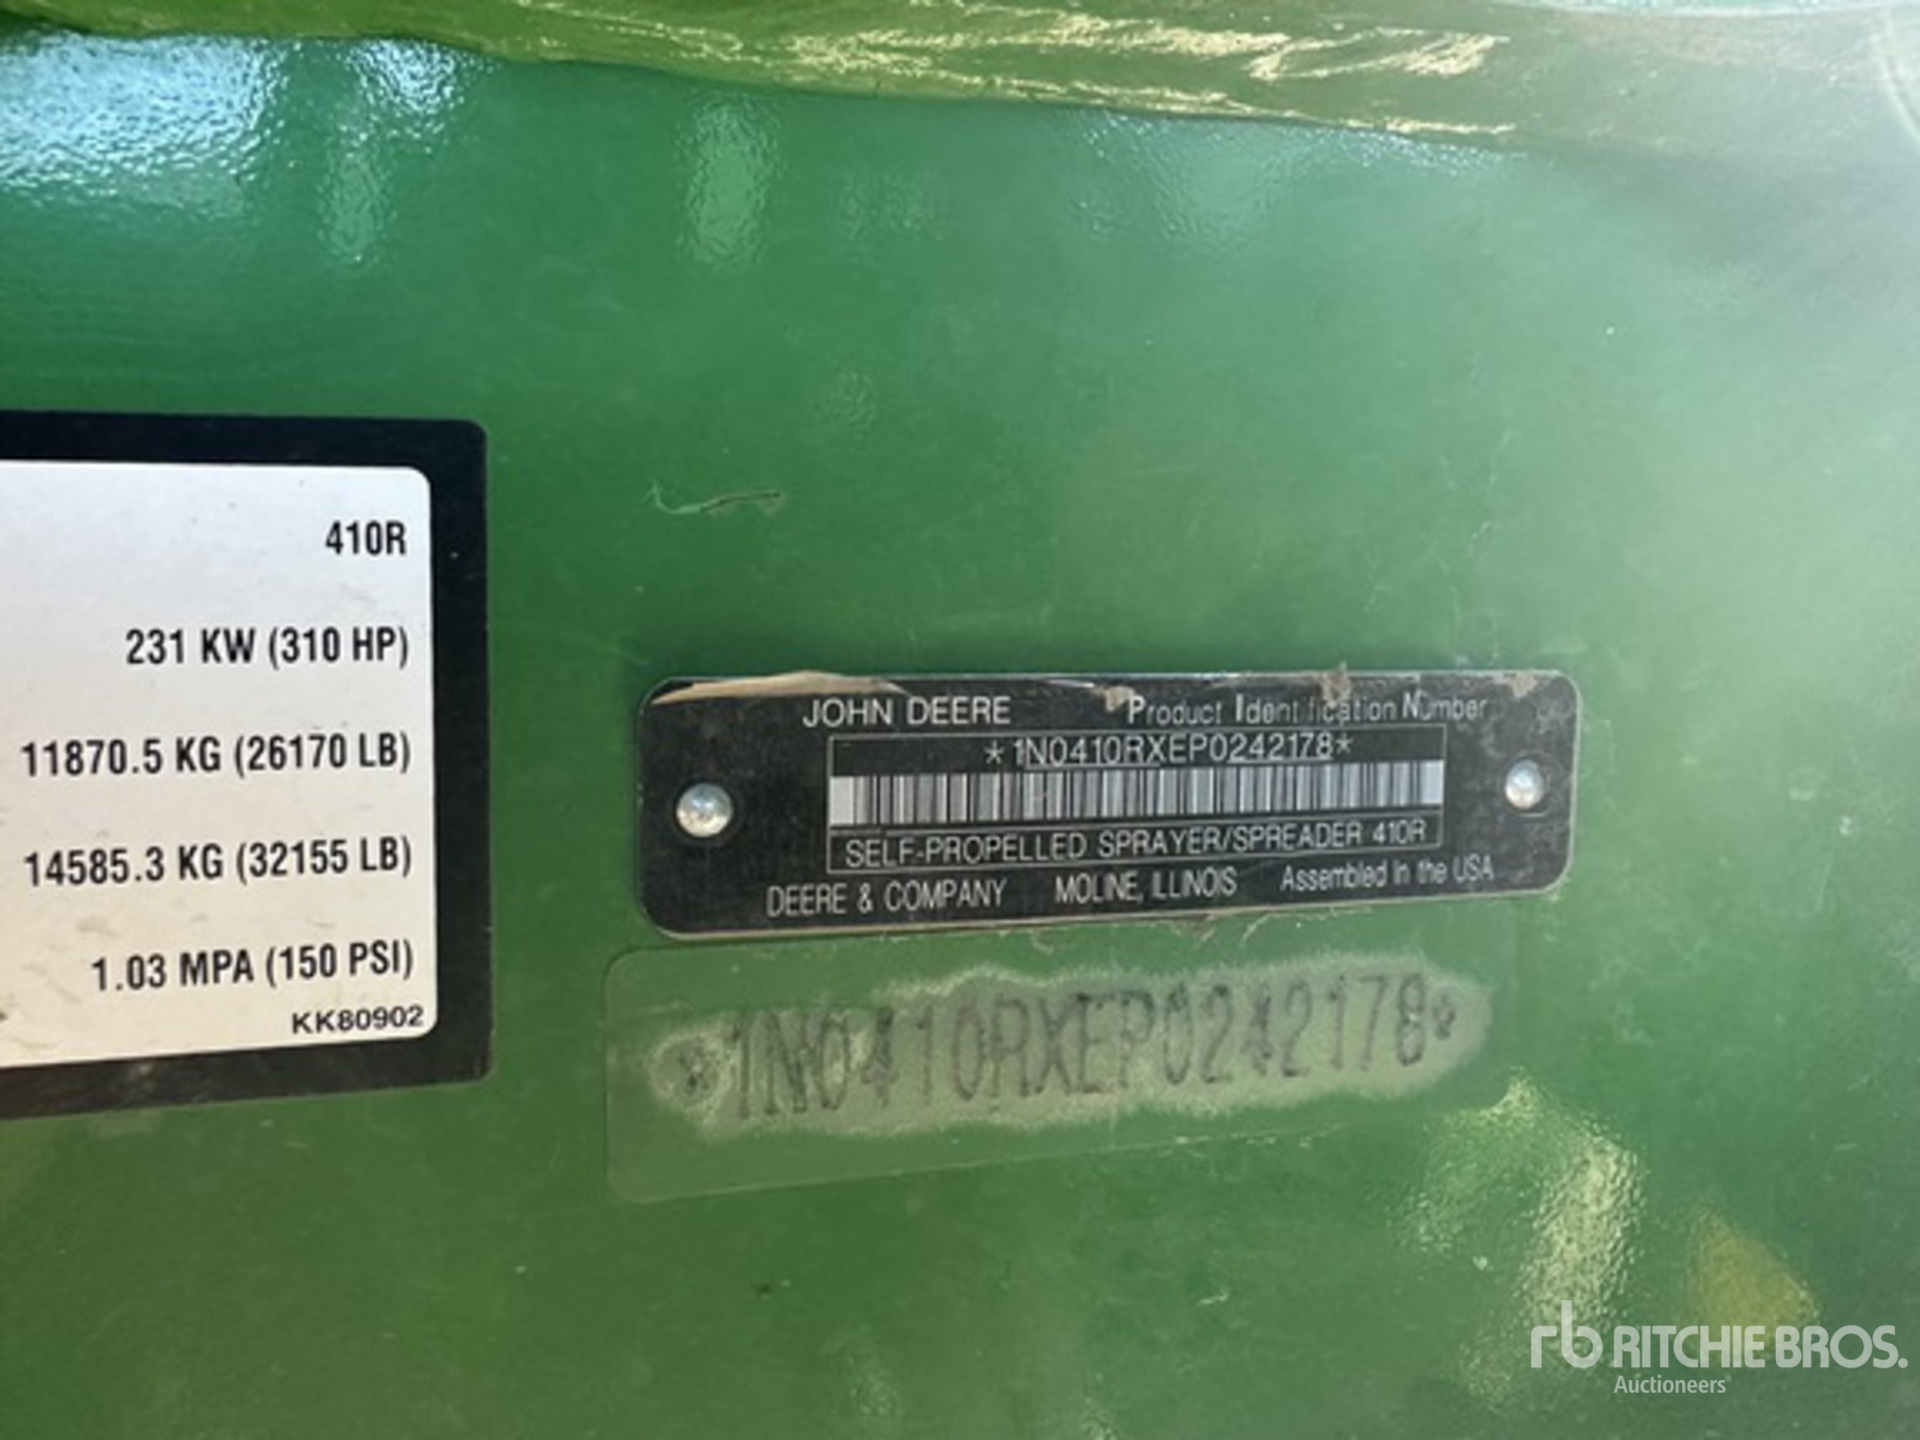 410R
231 KW (310 HP)
11870.5 KG (26170 LB)
14585.3 KG (32155 LB)
1.03 MPA (150 PSI)
KK80902
JOHN DEERE Product Identification Number
*1N0410RXEP0242178*
SELF-PROPELLED SPRAYER/SPREADER 410R
DEERE & COMPANY MOLINE, ILLINOIS Assembled in the USA
*1N0410RXEP0242178*
rb RITCHIE BROS.
Auctioneers